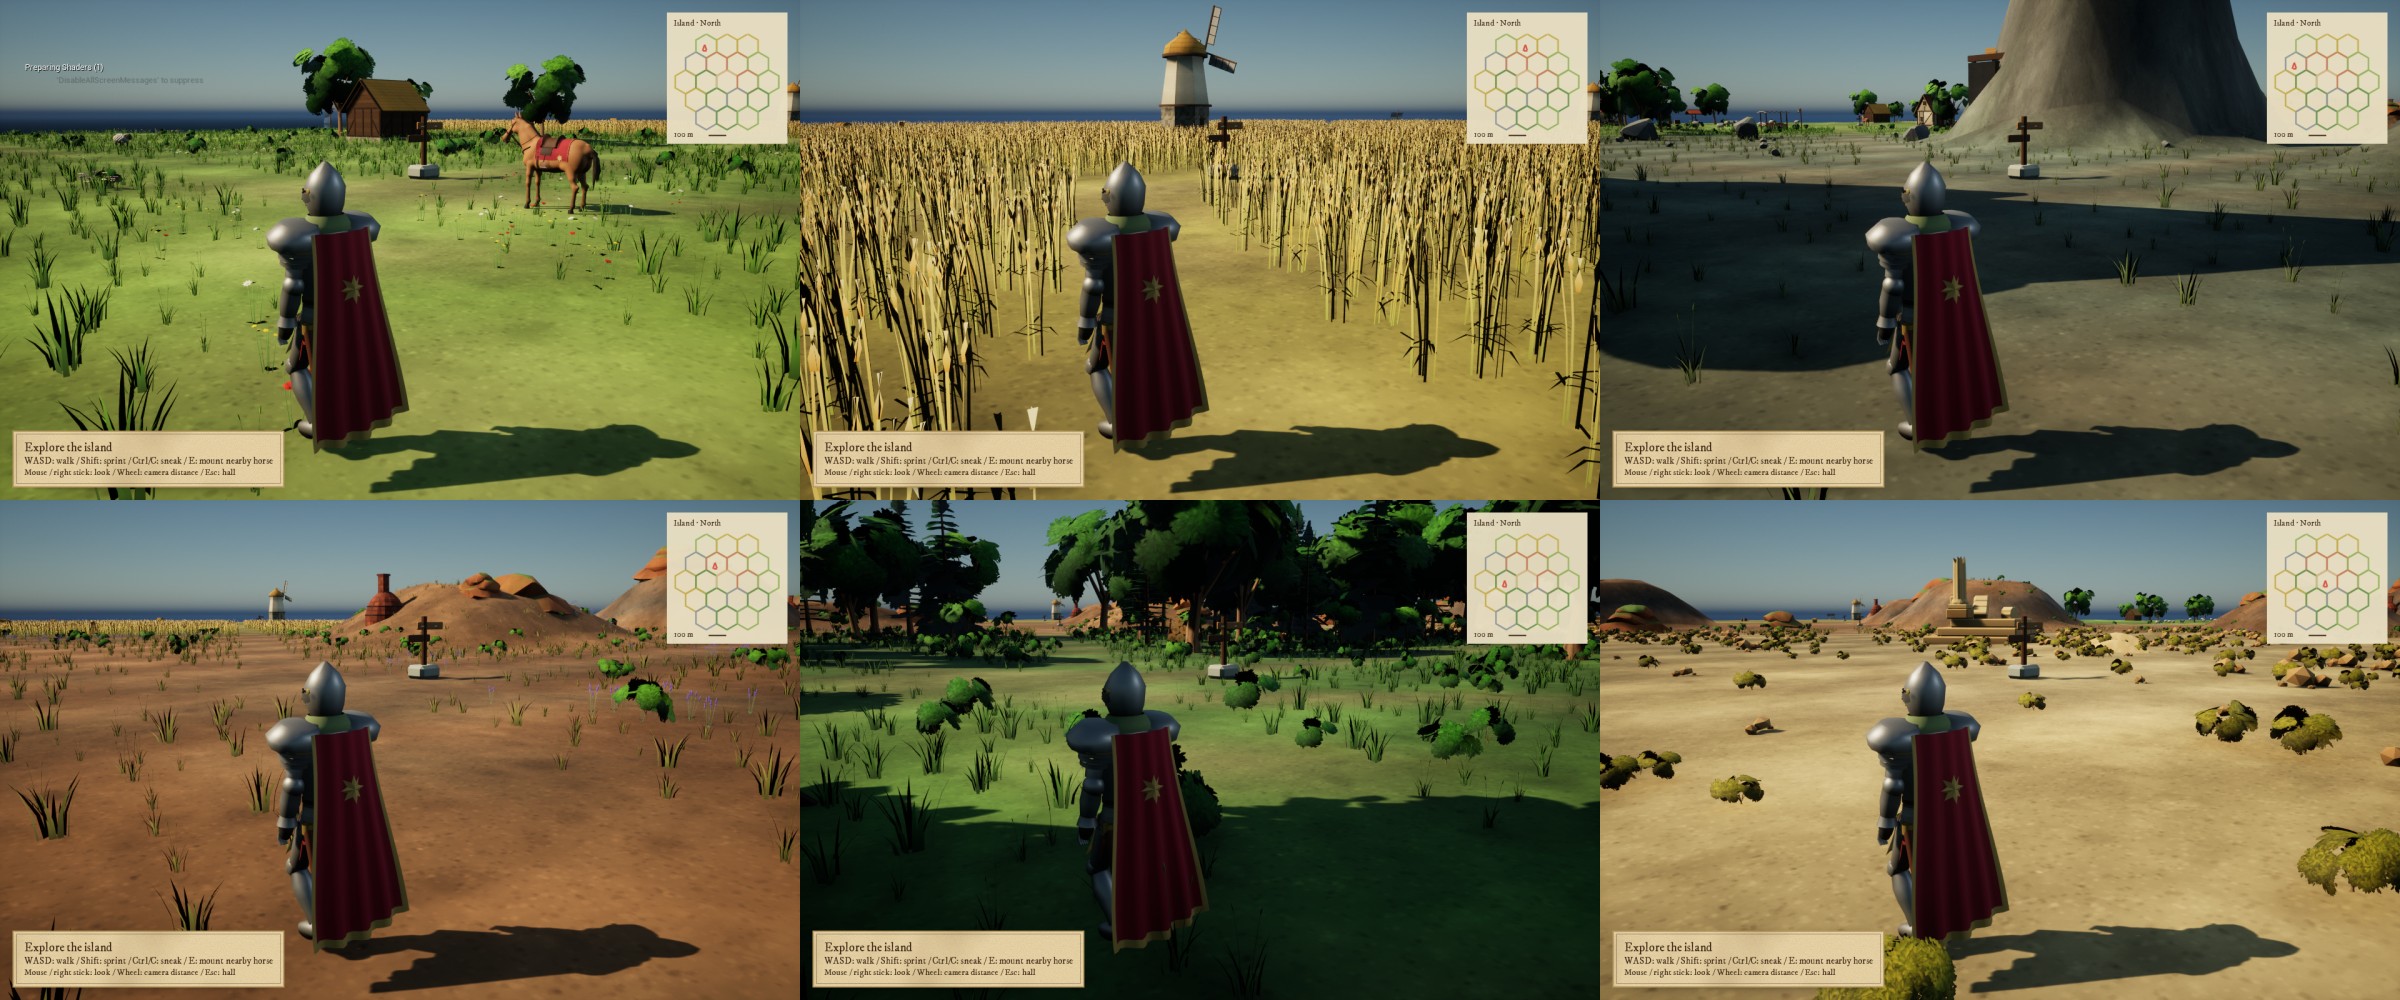 Preparing Shaders (1)
'DisableAllScreenMessages' to suppress
Island · North
100 m
Explore the island
WASD: walk / Shift: sprint / Ctrl/C: sneak / E: mount nearby horse
Mouse / right stick: look / Wheel: camera distance / Esc: hall
Island · North
100 m
Explore the island
WASD: walk / Shift: sprint / Ctrl/C: sneak / E: mount nearby horse
Mouse / right stick: look / Wheel: camera distance / Esc: hall
Island · North
100 m
Explore the island
WASD: walk / Shift: sprint / Ctrl/C: sneak / E: mount nearby horse
Mouse / right stick: look / Wheel: camera distance / Esc: hall
Island · North
100 m
Explore the island
WASD: walk / Shift: sprint / Ctrl/C: sneak / E: mount nearby horse
Mouse / right stick: look / Wheel: camera distance / Esc: hall
Island · North
100 m
Explore the island
WASD: walk / Shift: sprint / Ctrl/C: sneak / E: mount nearby horse
Mouse / right stick: look / Wheel: camera distance / Esc: hall
Island · North
100 m
Explore the island
WASD: walk / Shift: sprint / Ctrl/C: sneak / E: mount nearby horse
Mouse / right stick: look / Wheel: camera distance / Esc: hall